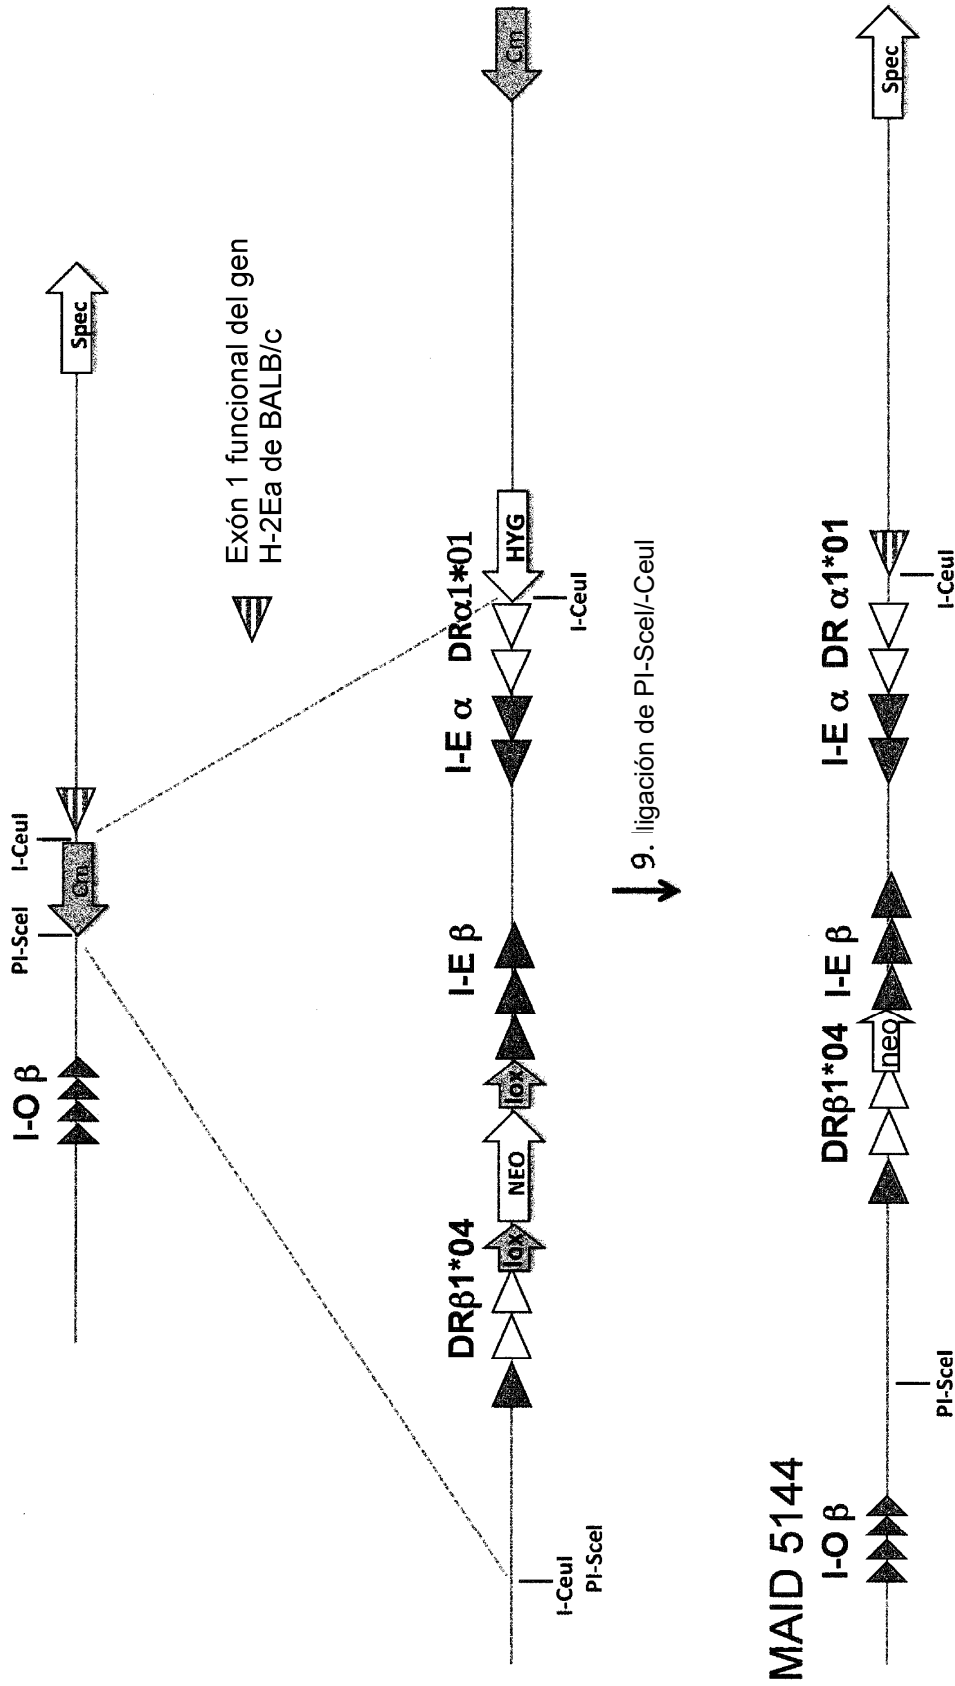 I-O β
PI-SceI
I-CeuI
Cm
Spec
Exón 1 funcional del gen
H-2Ea de BALB/c
DRβ1*04
I-E β
I-E α
DRα1*01
lox
NEO
lox
HYG
Cm
I-CeuI
PI-SceI
I-CeuI
9. ligación de PI-SceI/-CeuI
MAID 5144
I-O β
DRβ1*04
I-E β
I-E α
DR α1*01
neo
Spec
PI-SceI
I-CeuI